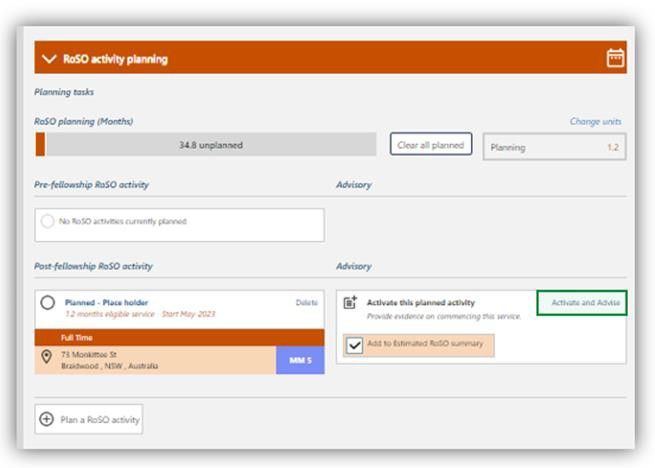 RoSO activity planning
Planning tasks
RoSO planning (Months)
Change units
34.8 unplanned
Clear all planned
Planning 1.2
Pre-fellowship RoSO activity
Advisory
No RoSO activities currently planned
Post-fellowship RoSO activity
Advisory
Planned - Place holder
Delete
1.2 months eligible service Start May 2023
Full Time
73 Monkittee St
Braidwood , NSW , Australia
MM 5
Activate this planned activity
Activate and Advise
Provide evidence on commencing this service.
Add to Estimated RoSO summary
Plan a RoSO activity